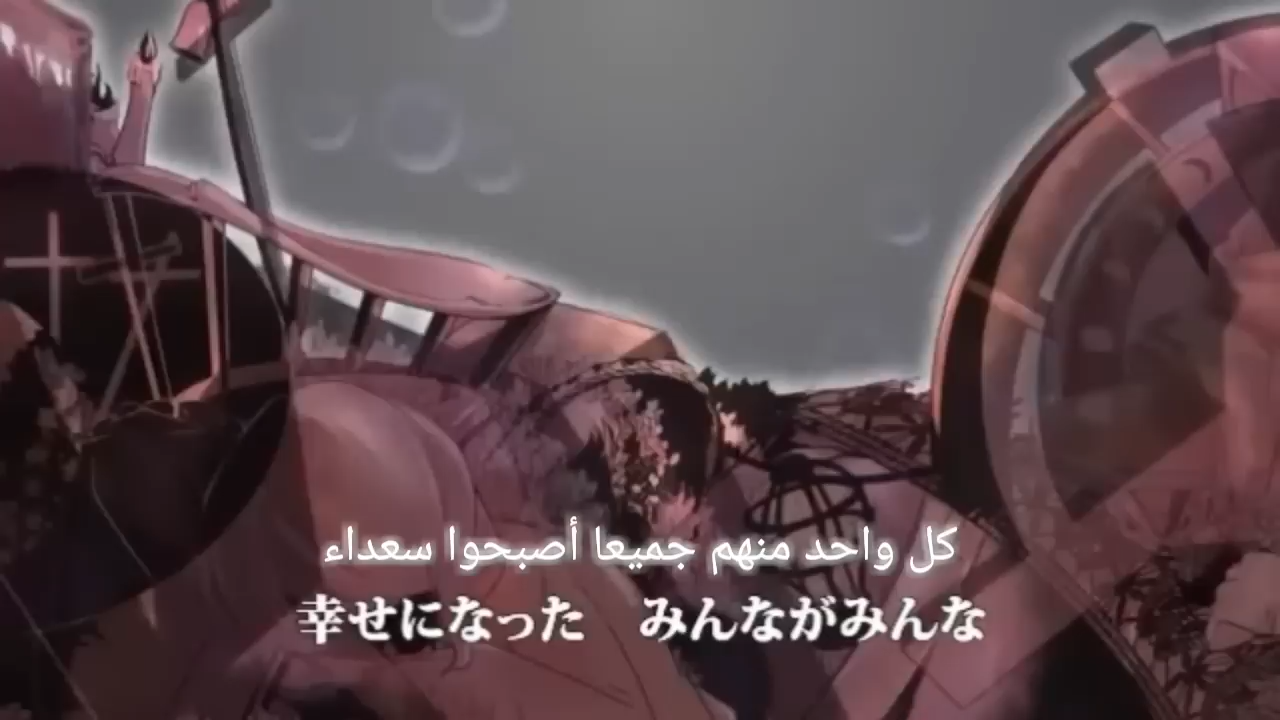 كل واحد منهم جميعا أصبحوا سعداء
幸せになった　みんながみんな